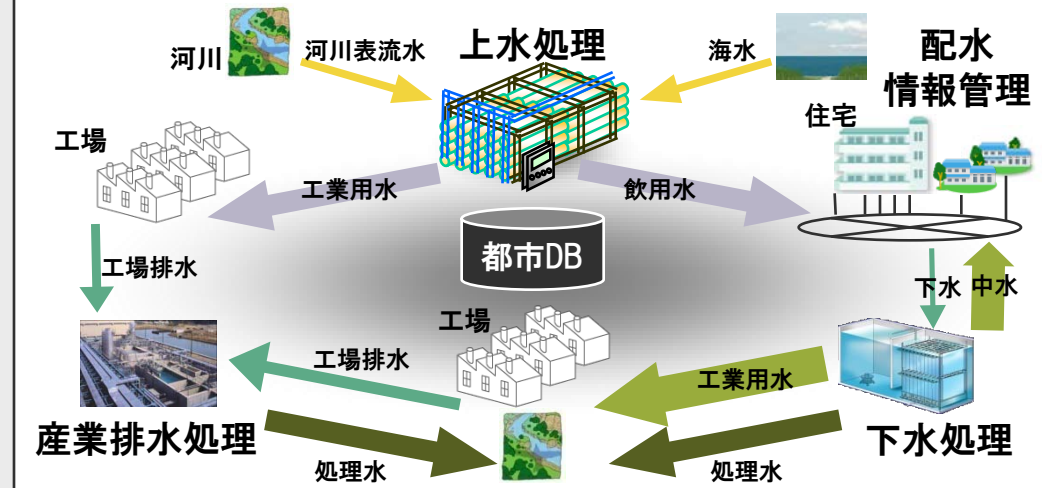 上水処理
配水
情報管理
河川
河川表流水
海水
住宅
工場
工業用水
飲用水
都市DB
工場排水
下水
中水
工場
工場排水
工業用水
産業排水処理
下水処理
処理水
処理水